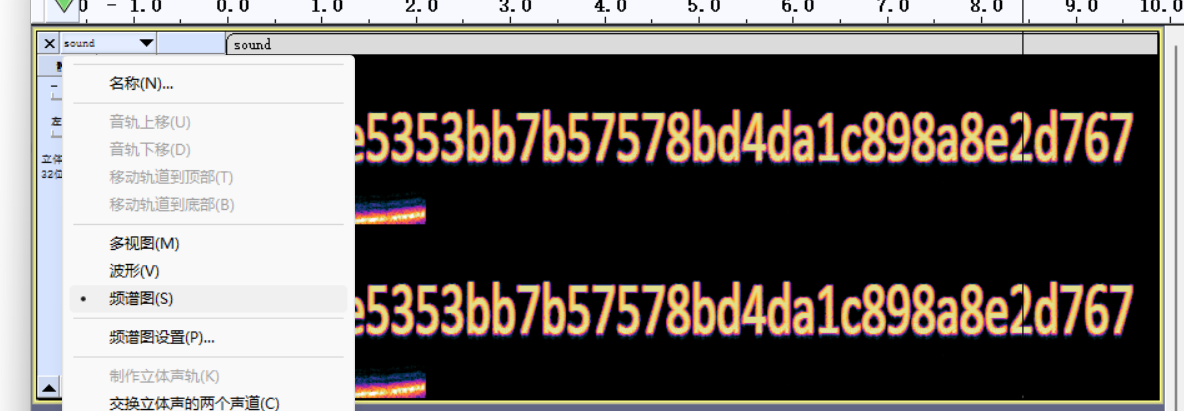 - 1.0 0.0 1.0 2.0 3.0 4.0 5.0 6.0 7.0 8.0 9.0 10.0
sound
sound
名称(N)...
音轨上移(U)
音轨下移(D)
移动轨道到顶部(T)
移动轨道到底部(B)
多视图(M)
波形(V)
频谱图(S)
频谱图设置(P)...
制作立体声轨(K)
交换立体声的两个声道(C)
左
立体
32位
e5353bb7b57578bd4da1c898a8e2d767
e5353bb7b57578bd4da1c898a8e2d767